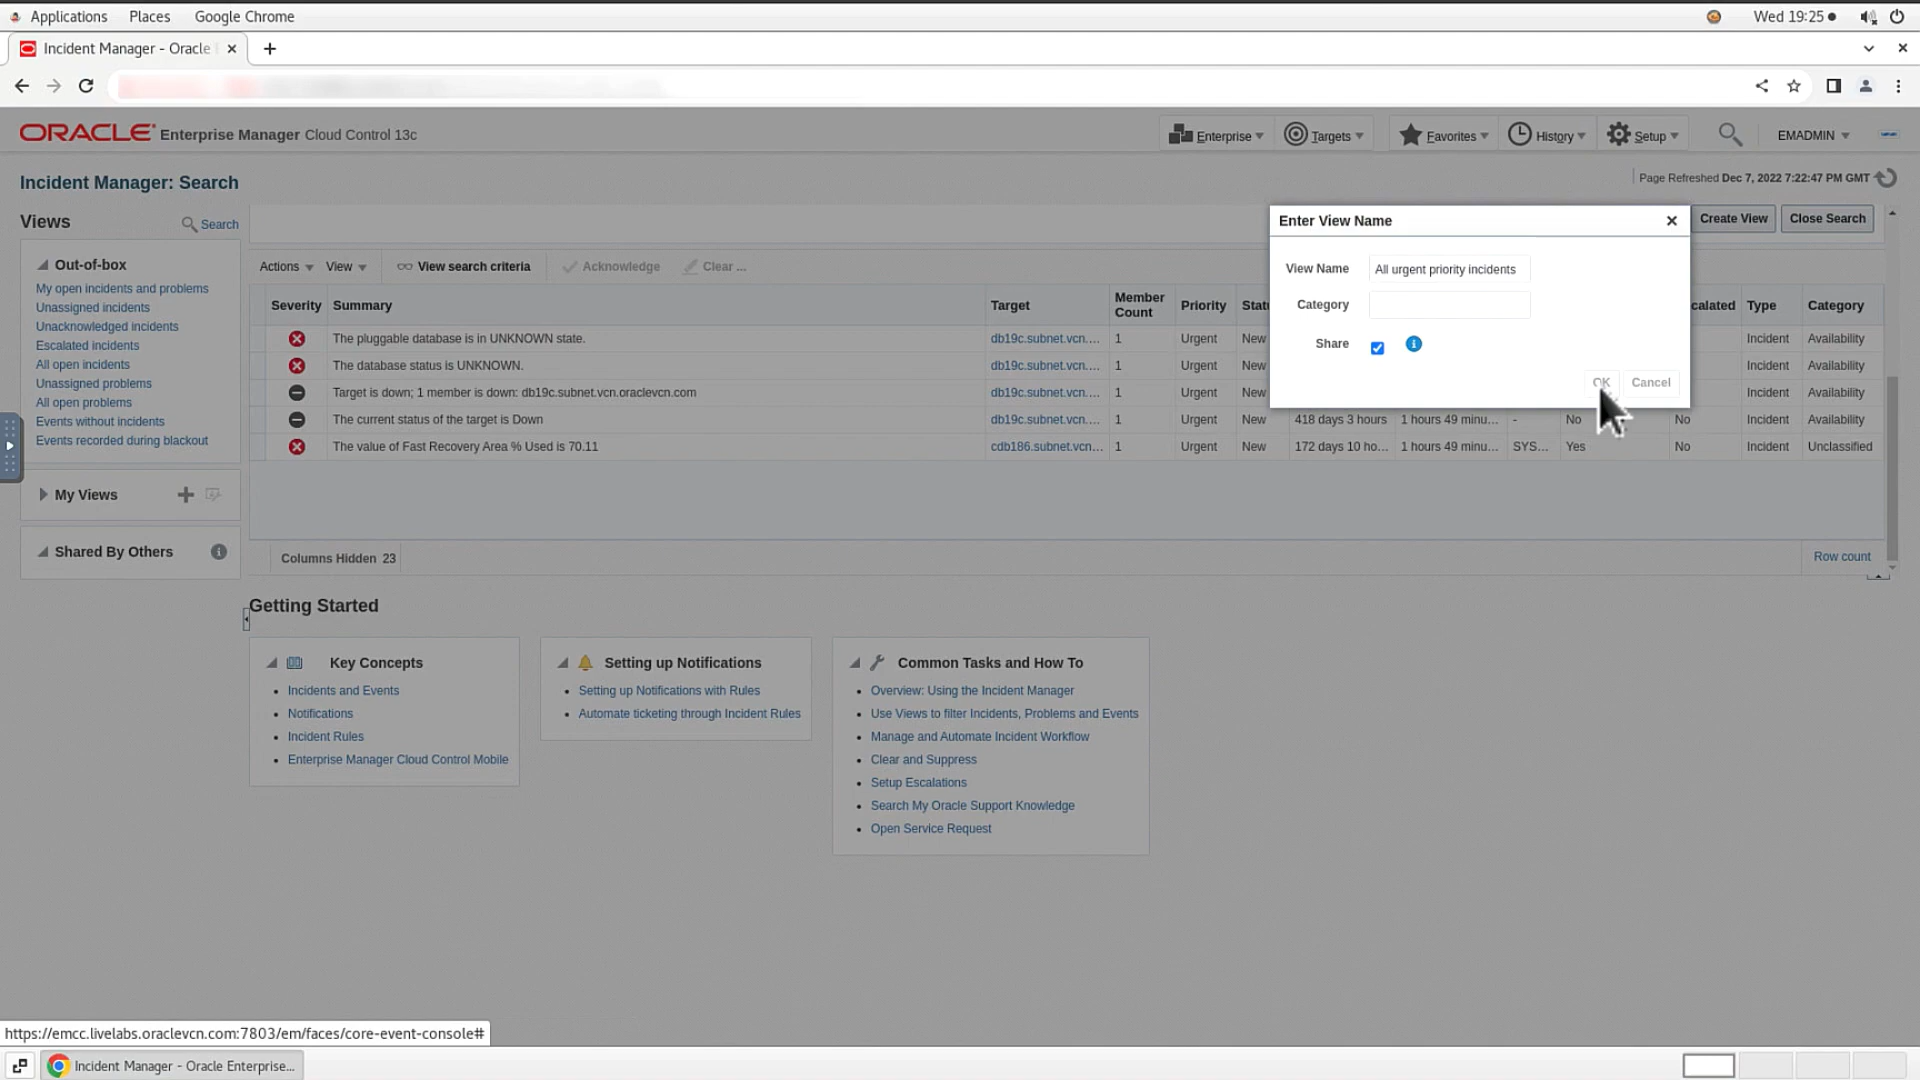 Applications Places Google Chrome Wed 19:25
Incident Manager - Oracle
ORACLE Enterprise Manager Cloud Control 13c Enterprise Targets Favorites History Setup EMADMIN
Incident Manager: Search Page Refreshed Dec 7, 2022 7:22:47 PM GMT
Views Search
Create View Close Search
Enter View Name
View Name All urgent priority incidents
Category
Share
OK Cancel
Out-of-box
My open incidents and problems
Unassigned incidents
Unacknowledged incidents
Escalated incidents
All open incidents
Unassigned problems
All open problems
Events without incidents
Events recorded during blackout
My Views
Shared By Others
Actions View View search criteria Acknowledge Clear ...
Severity Summary Target Member Count Priority Statu calated Type Category
The pluggable database is in UNKNOWN state. db19c.subnet.vcn.... 1 Urgent New Incident Availability
The database status is UNKNOWN. db19c.subnet.vcn.... 1 Urgent New Incident Availability
Target is down; 1 member is down: db19c.subnet.vcn.oraclevcn.com db19c.subnet.vcn.... 1 Urgent New Incident Availability
The current status of the target is Down db19c.subnet.vcn.... 1 Urgent New 418 days 3 hours 1 hours 49 minu... - No No Incident Availability
The value of Fast Recovery Area % Used is 70.11 cdb186.subnet.vcn... 1 Urgent New 172 days 10 ho... 1 hours 49 minu... SYS... Yes No Incident Unclassified
Columns Hidden 23 Row count
Getting Started
Key Concepts
Incidents and Events
Notifications
Incident Rules
Enterprise Manager Cloud Control Mobile
Setting up Notifications
Setting up Notifications with Rules
Automate ticketing through Incident Rules
Common Tasks and How To
Overview: Using the Incident Manager
Use Views to filter Incidents, Problems and Events
Manage and Automate Incident Workflow
Clear and Suppress
Setup Escalations
Search My Oracle Support Knowledge
Open Service Request
https://emcc.livelabs.oraclevcn.com:7803/em/faces/core-event-console#
Incident Manager - Oracle Enterprise...